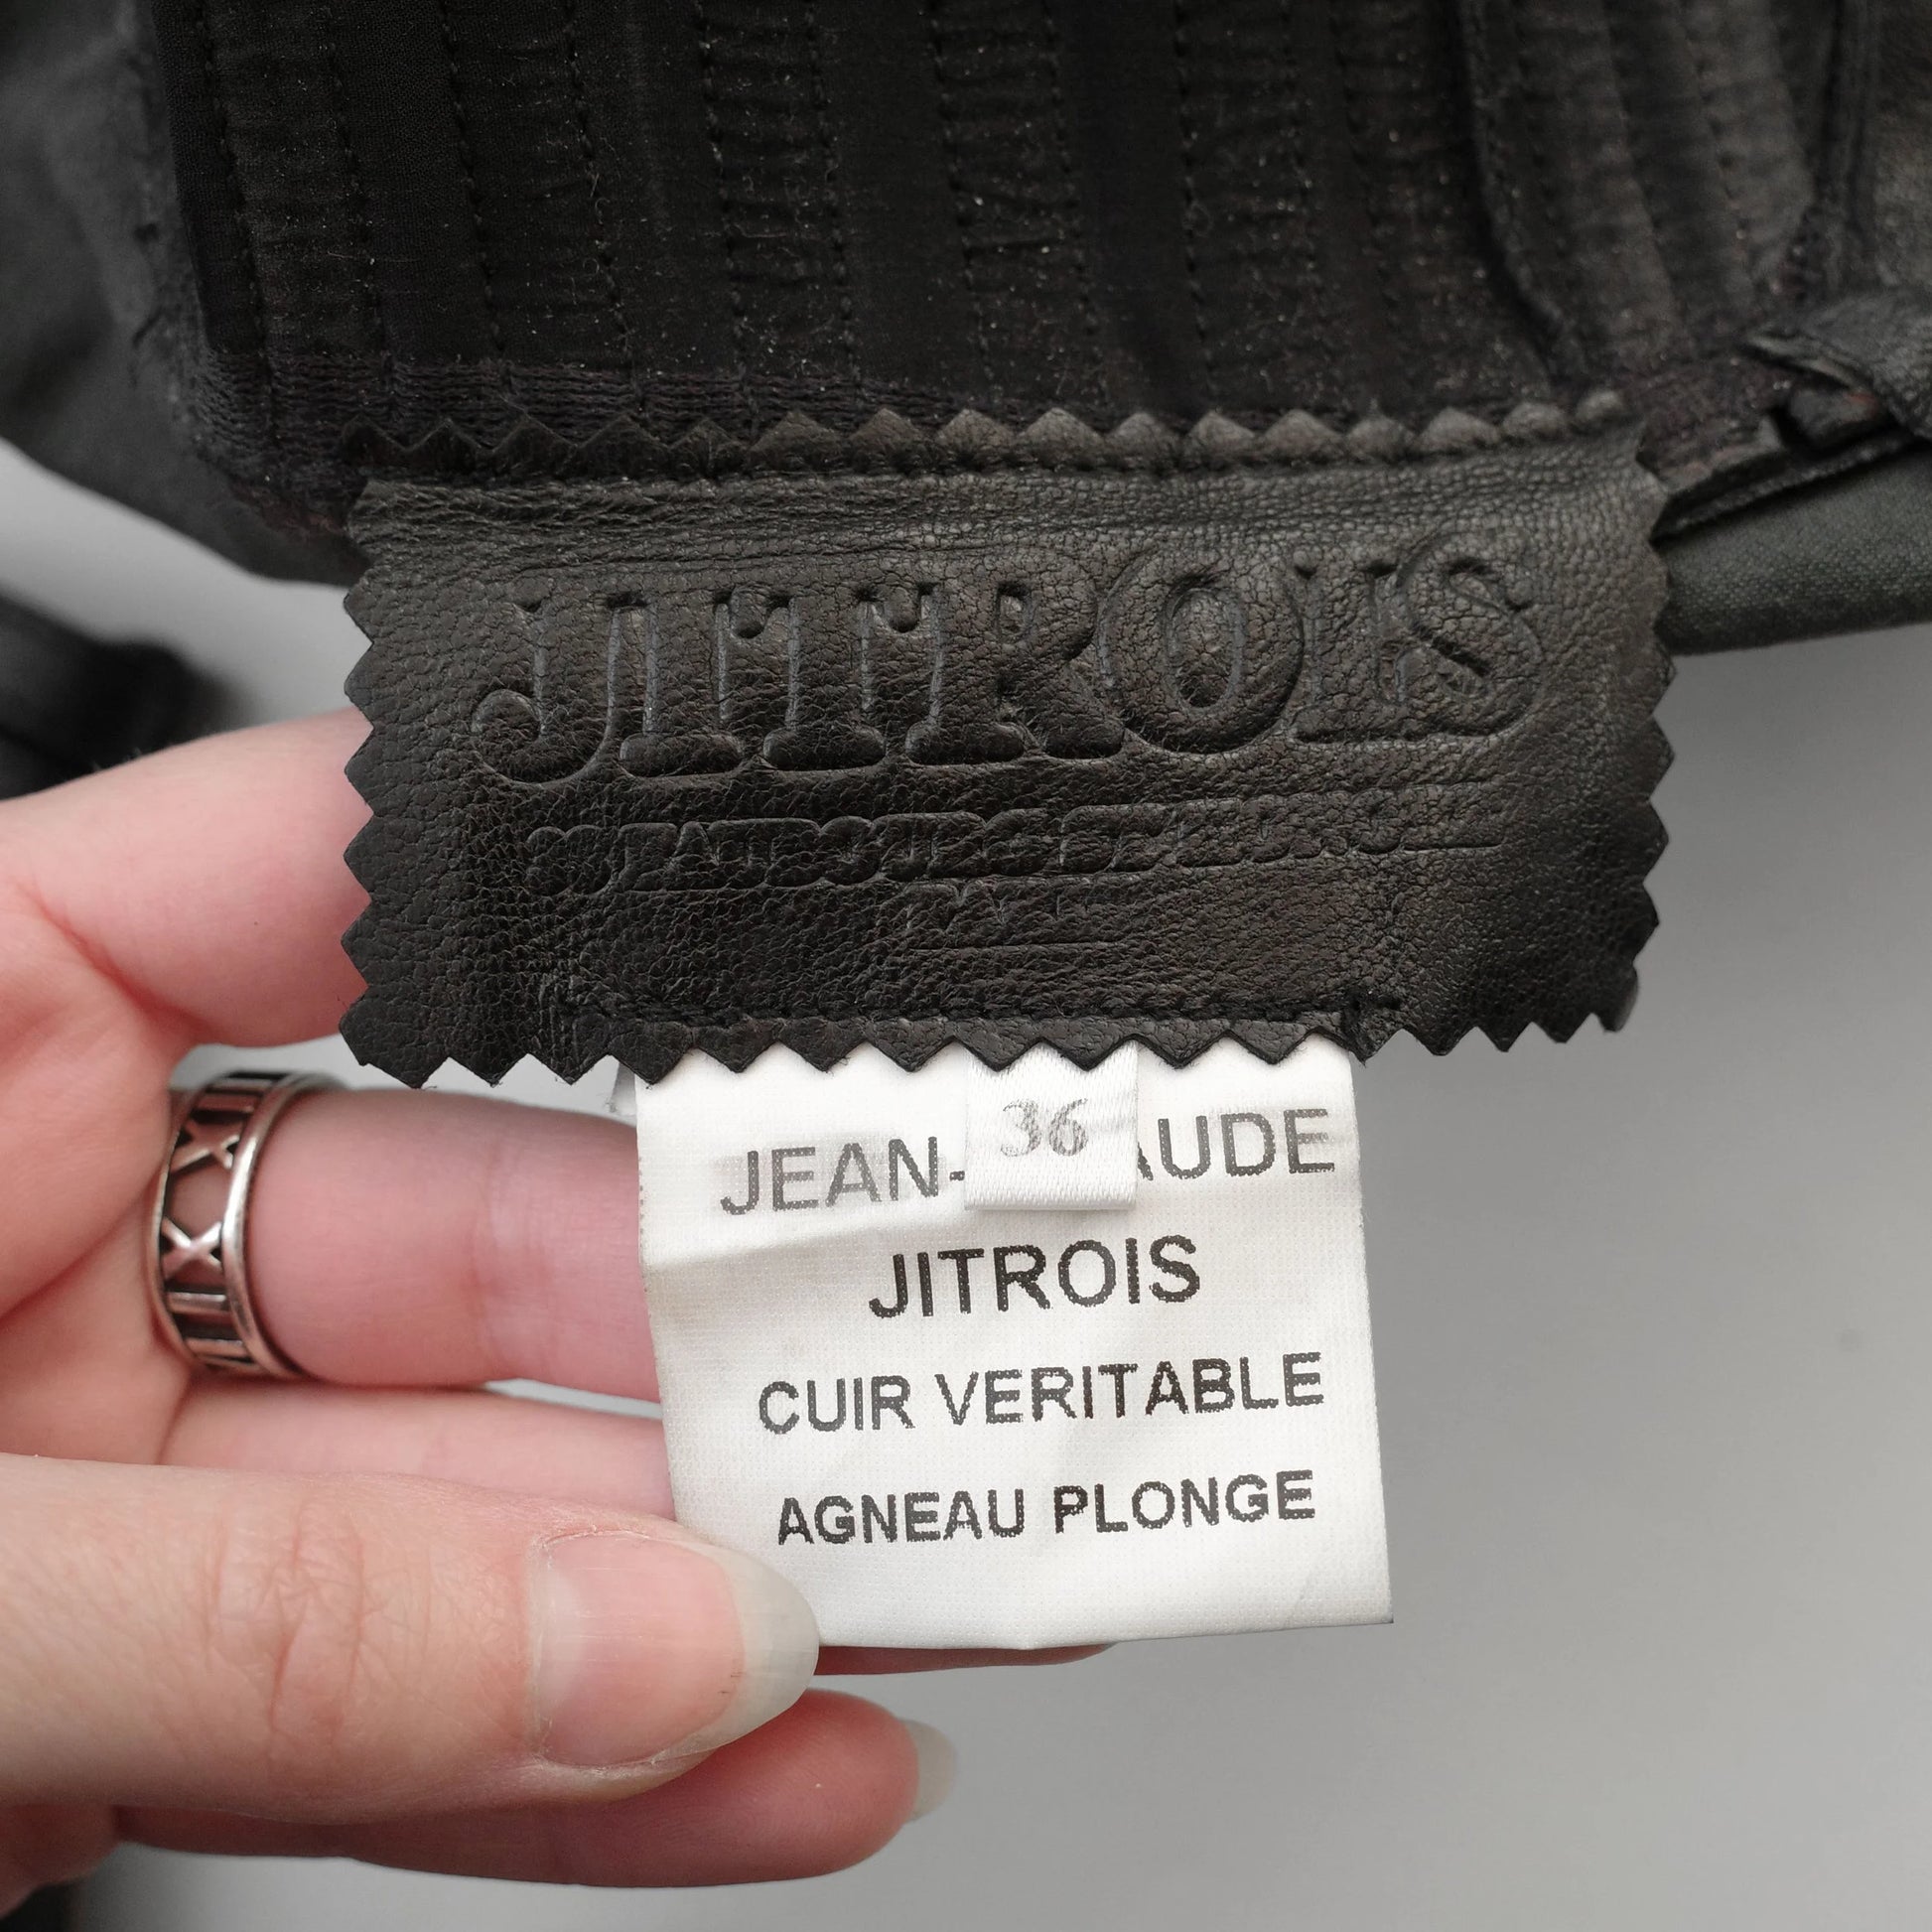 JITROIS
36
JEAN- AUDE
JITROIS
CUIR VERITABLE
AGNEAU PLONGE